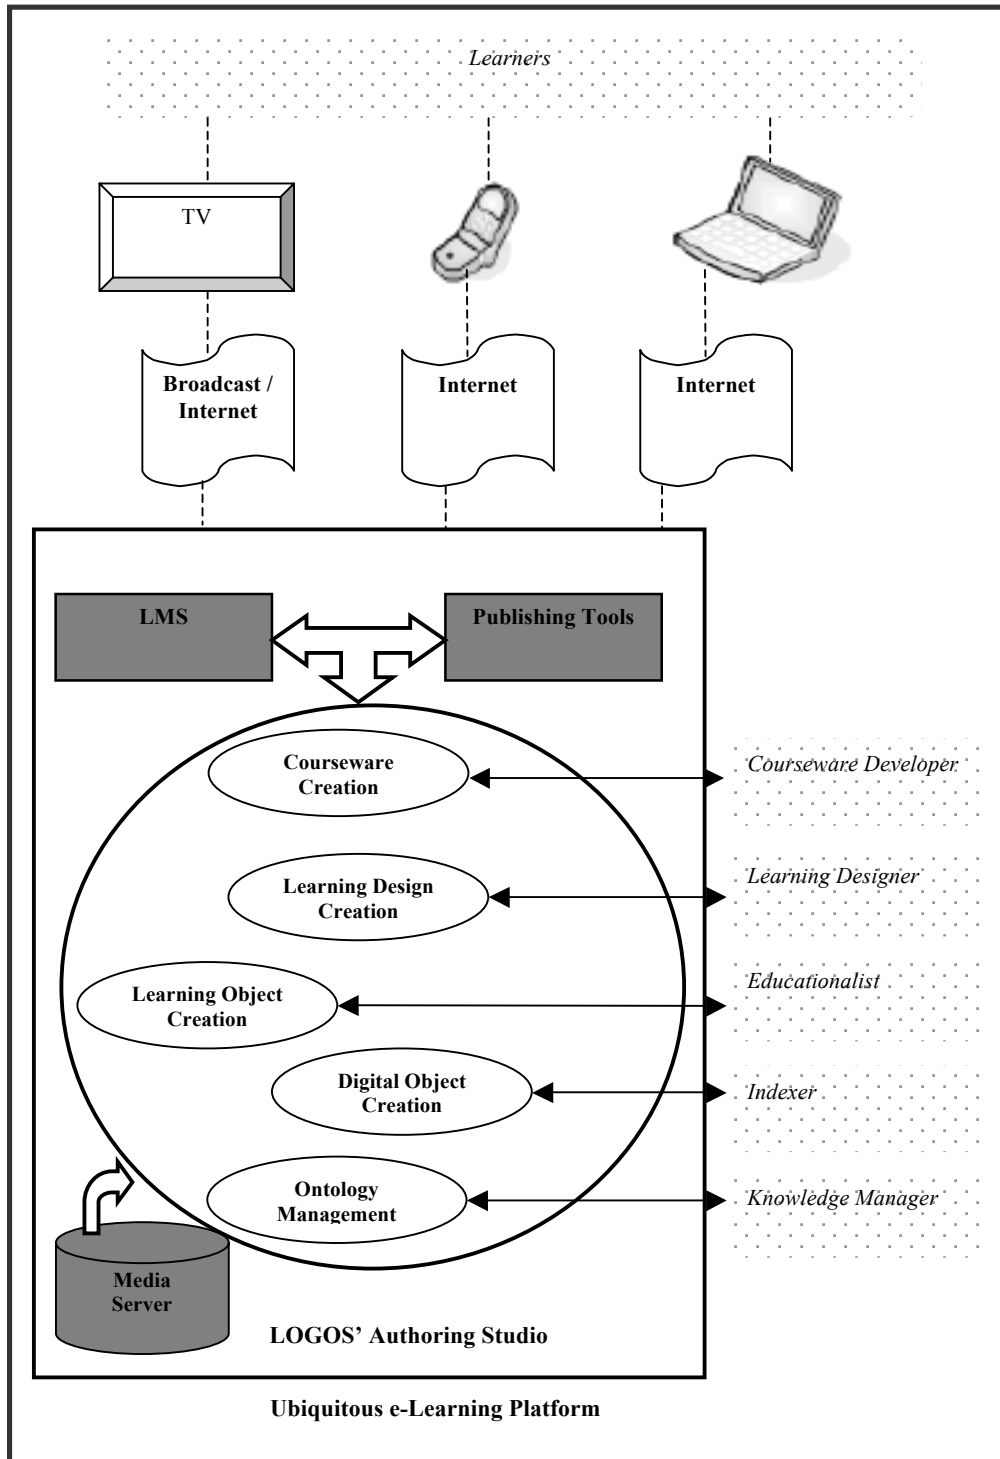 Learners
TV
Broadcast /
Internet
Internet
Internet
LMS
Publishing Tools
Courseware
Creation
Courseware Developer
Learning Design
Creation
Learning Designer
Learning Object
Creation
Educationalist
Digital Object
Creation
Indexer
Ontology
Management
Knowledge Manager
Media
Server
LOGOS’ Authoring Studio
Ubiquitous e-Learning Platform